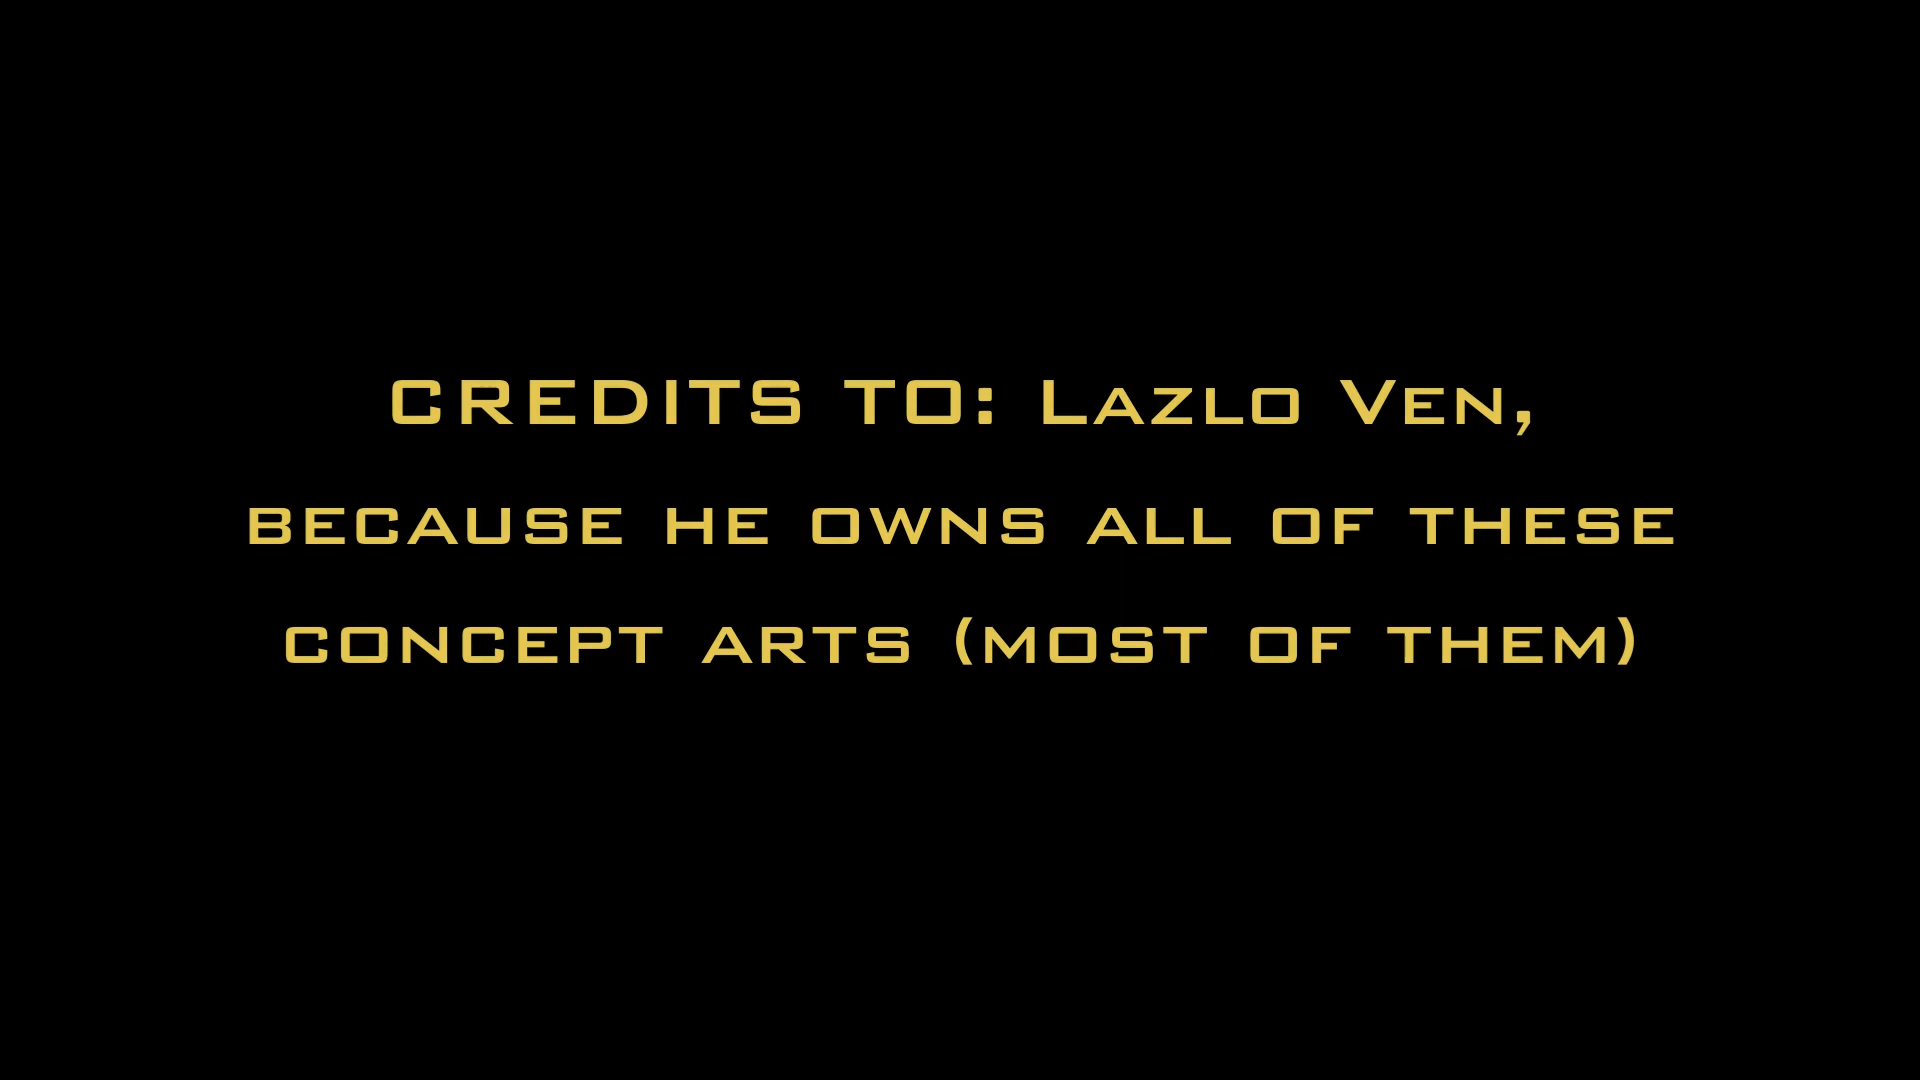 CREDITS TO: Lazlo Ven,
because he owns all of these
concept arts (most of them)